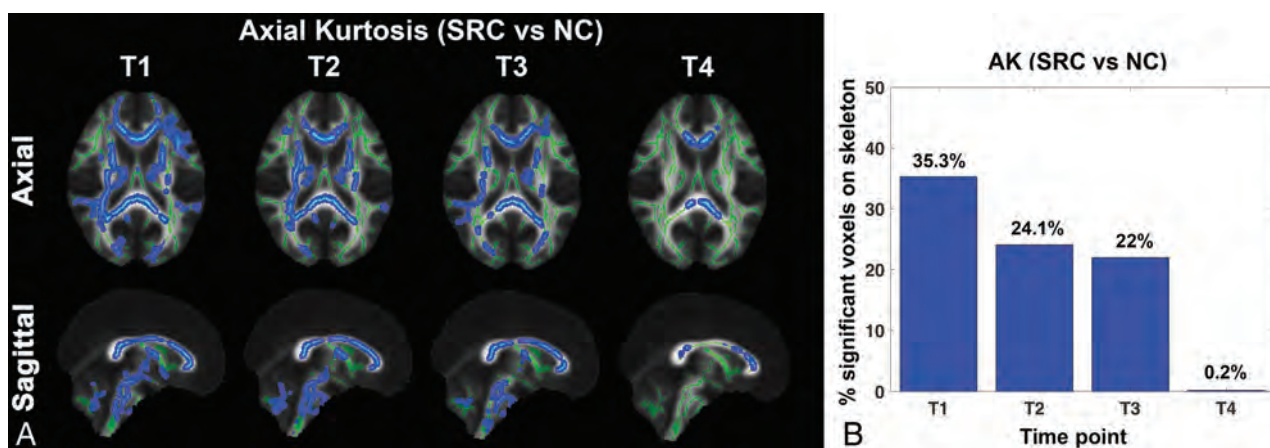 Axial Kurtosis (SRC vs NC)
T1 T2 T3 T4
Axial
Sagittal
A
B
AK (SRC vs NC)
% significant voxels on skeleton
50
40
30
20
10
0
35.3%
24.1%
22%
0.2%
T1 T2 T3 T4
Time point